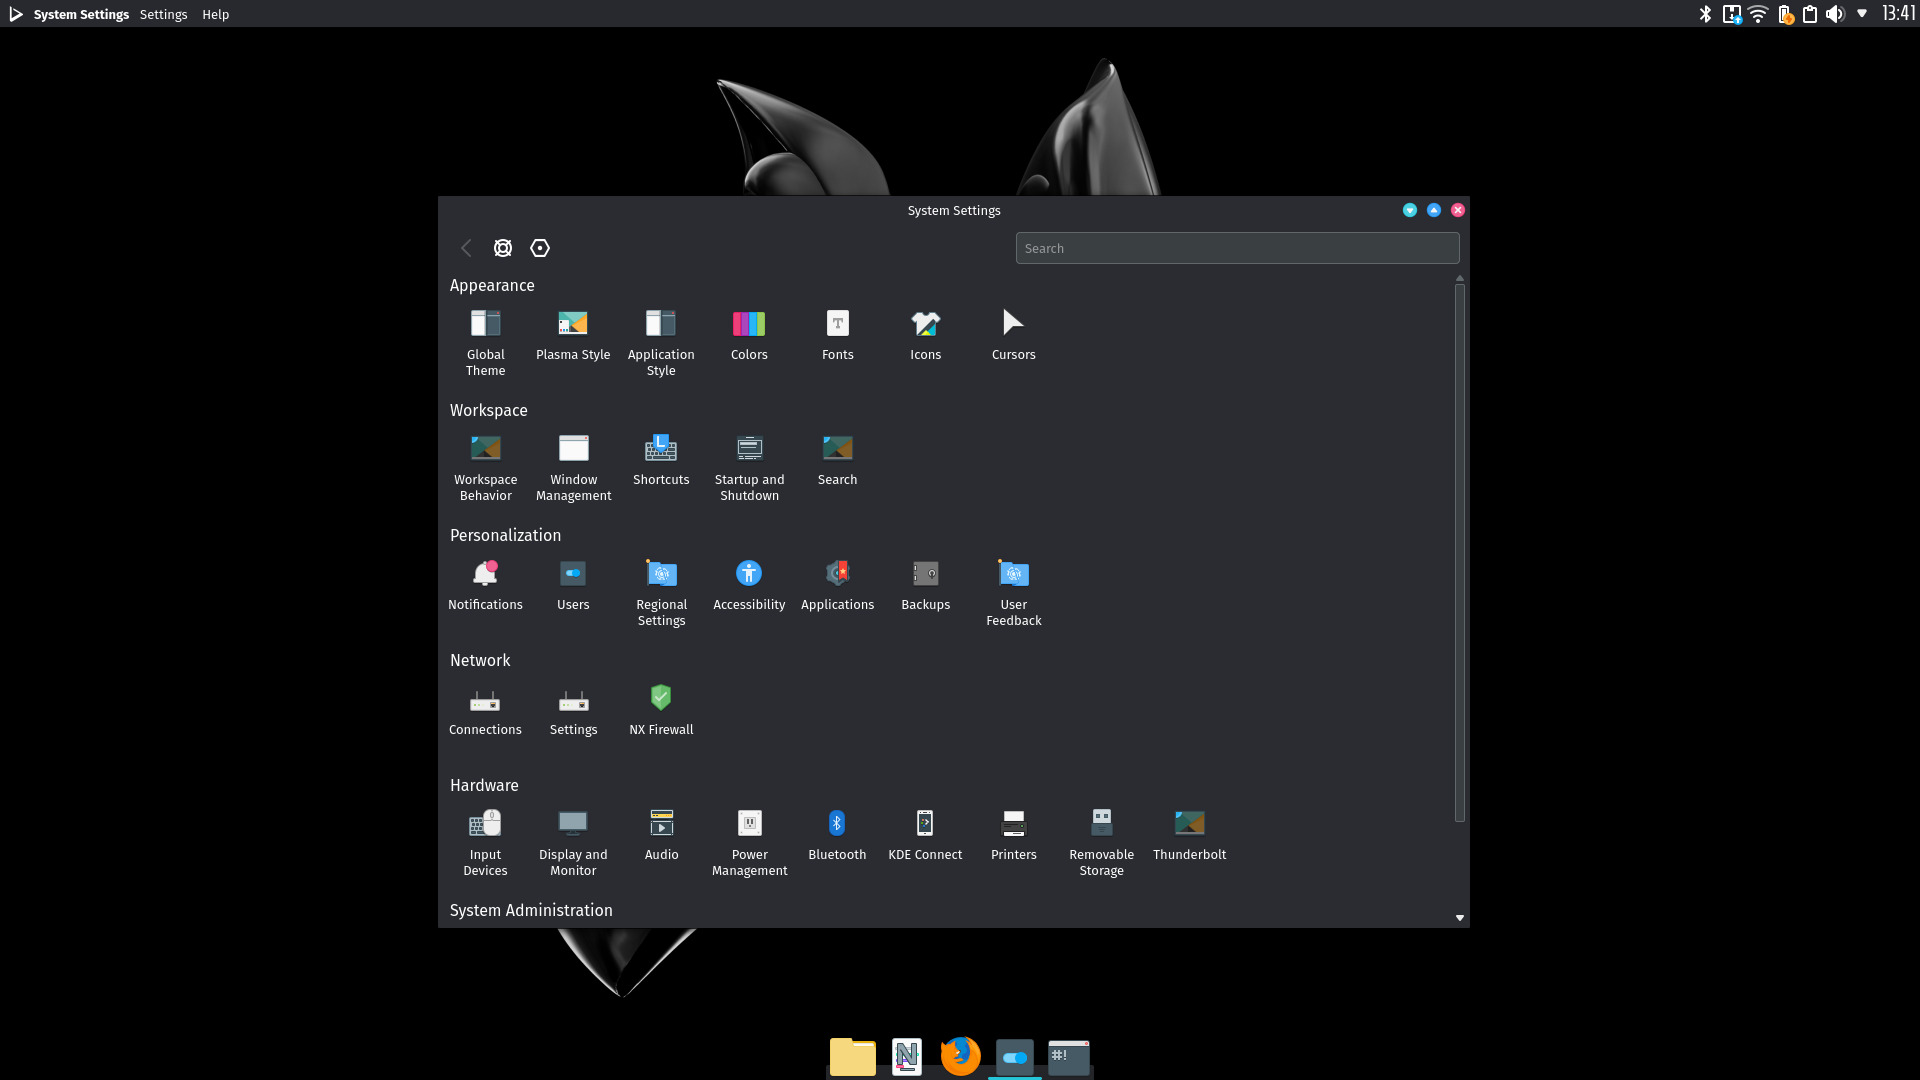 System Settings Settings Help 13:41
System Settings
Search
Appearance
Global Theme
Plasma Style
Application Style
Colors
Fonts
Icons
Cursors
Workspace
Workspace Behavior
Window Management
Shortcuts
Startup and Shutdown
Search
Personalization
Notifications
Users
Regional Settings
Accessibility
Applications
Backups
User Feedback
Network
Connections
Settings
NX Firewall
Hardware
Input Devices
Display and Monitor
Audio
Power Management
Bluetooth
KDE Connect
Printers
Removable Storage
Thunderbolt
System Administration
N
#!